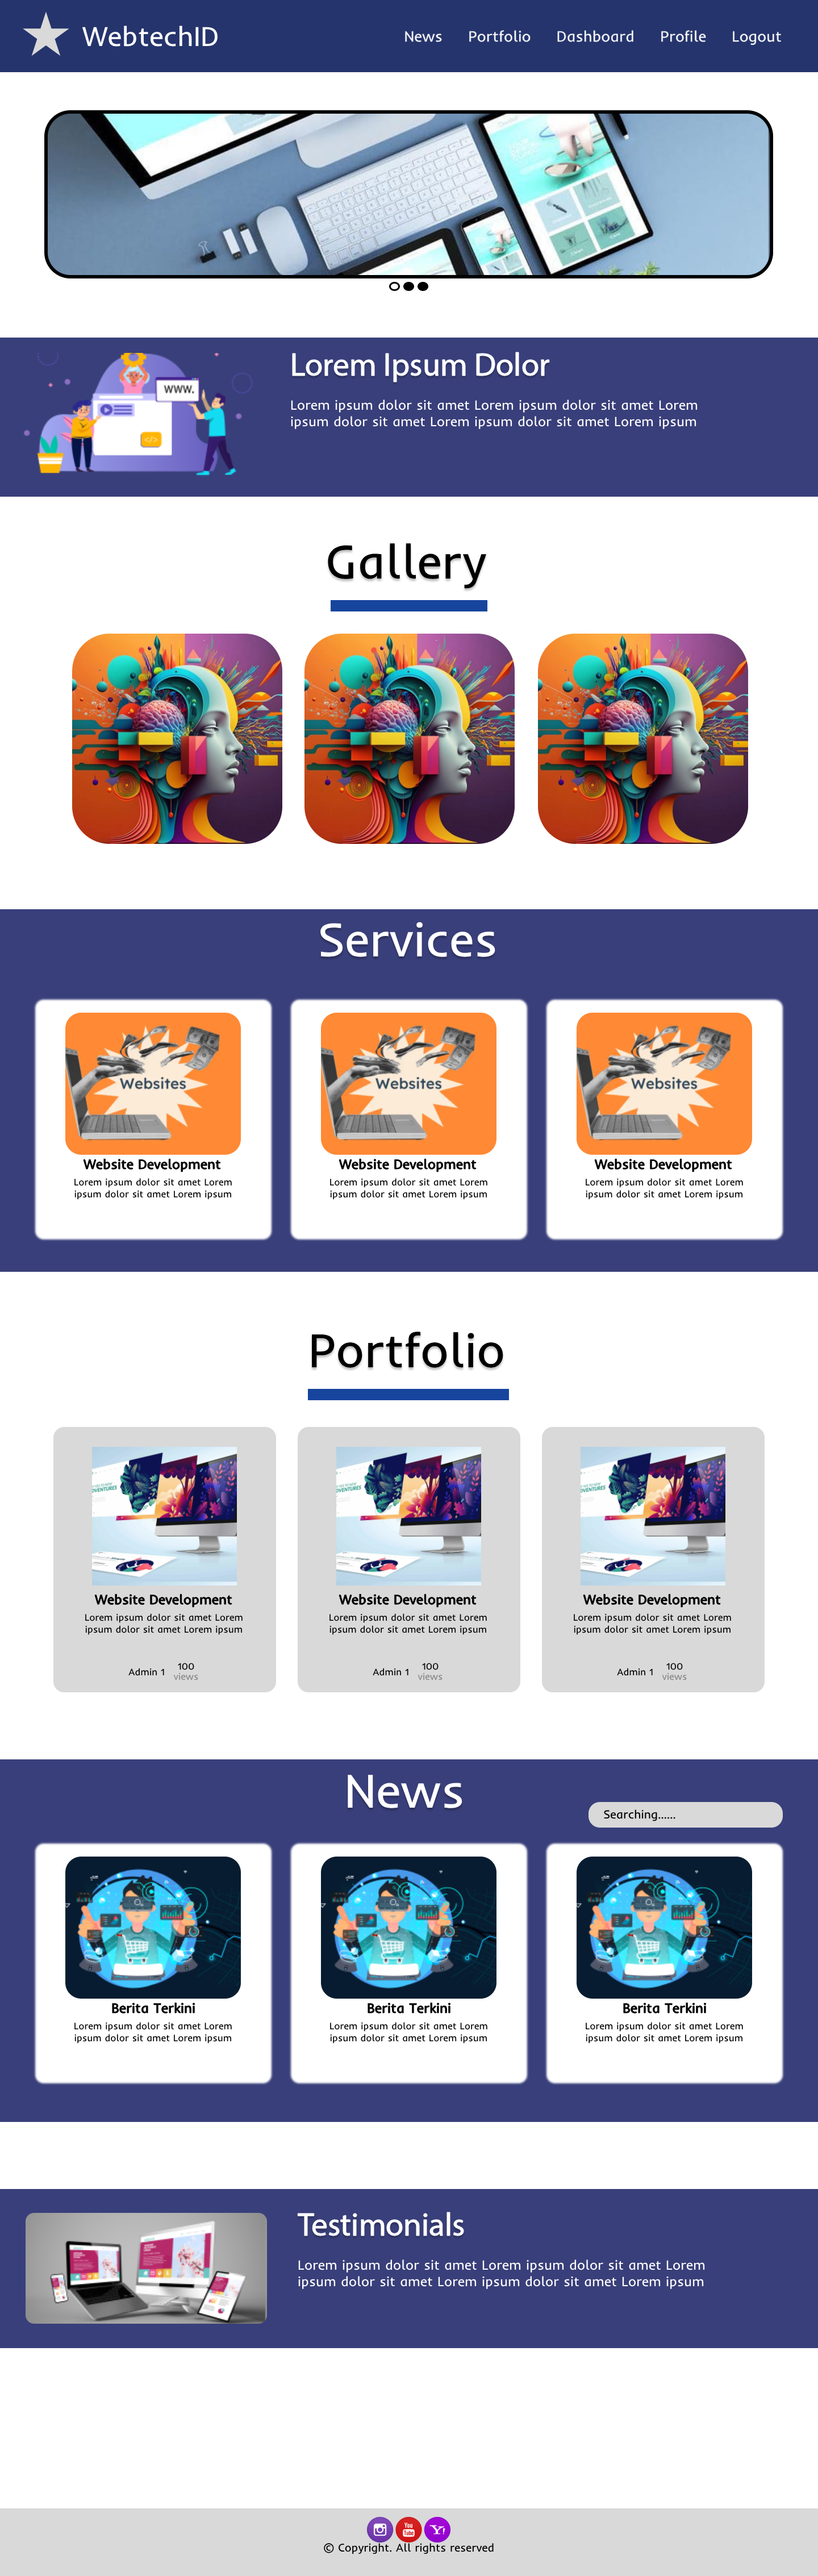 WebtechID
News Portfolio Dashboard Profile Logout
WWW.
</>
Lorem Ipsum Dolor
Lorem ipsum dolor sit amet Lorem ipsum dolor sit amet Lorem
ipsum dolor sit amet Lorem ipsum dolor sit amet Lorem ipsum
Gallery
Services
Websites
Website Development
Lorem ipsum dolor sit amet Lorem
ipsum dolor sit amet Lorem ipsum
Websites
Website Development
Lorem ipsum dolor sit amet Lorem
ipsum dolor sit amet Lorem ipsum
Websites
Website Development
Lorem ipsum dolor sit amet Lorem
ipsum dolor sit amet Lorem ipsum
Portfolio
Website Development
Lorem ipsum dolor sit amet Lorem
ipsum dolor sit amet Lorem ipsum
Admin 1 100
views
Website Development
Lorem ipsum dolor sit amet Lorem
ipsum dolor sit amet Lorem ipsum
Admin 1 100
views
Website Development
Lorem ipsum dolor sit amet Lorem
ipsum dolor sit amet Lorem ipsum
Admin 1 100
views
News
Searching......
Berita Terkini
Lorem ipsum dolor sit amet Lorem
ipsum dolor sit amet Lorem ipsum
Berita Terkini
Lorem ipsum dolor sit amet Lorem
ipsum dolor sit amet Lorem ipsum
Berita Terkini
Lorem ipsum dolor sit amet Lorem
ipsum dolor sit amet Lorem ipsum
Testimonials
Lorem ipsum dolor sit amet Lorem ipsum dolor sit amet Lorem
ipsum dolor sit amet Lorem ipsum dolor sit amet Lorem ipsum
You
Tube
Y!
© Copyright. All rights reserved